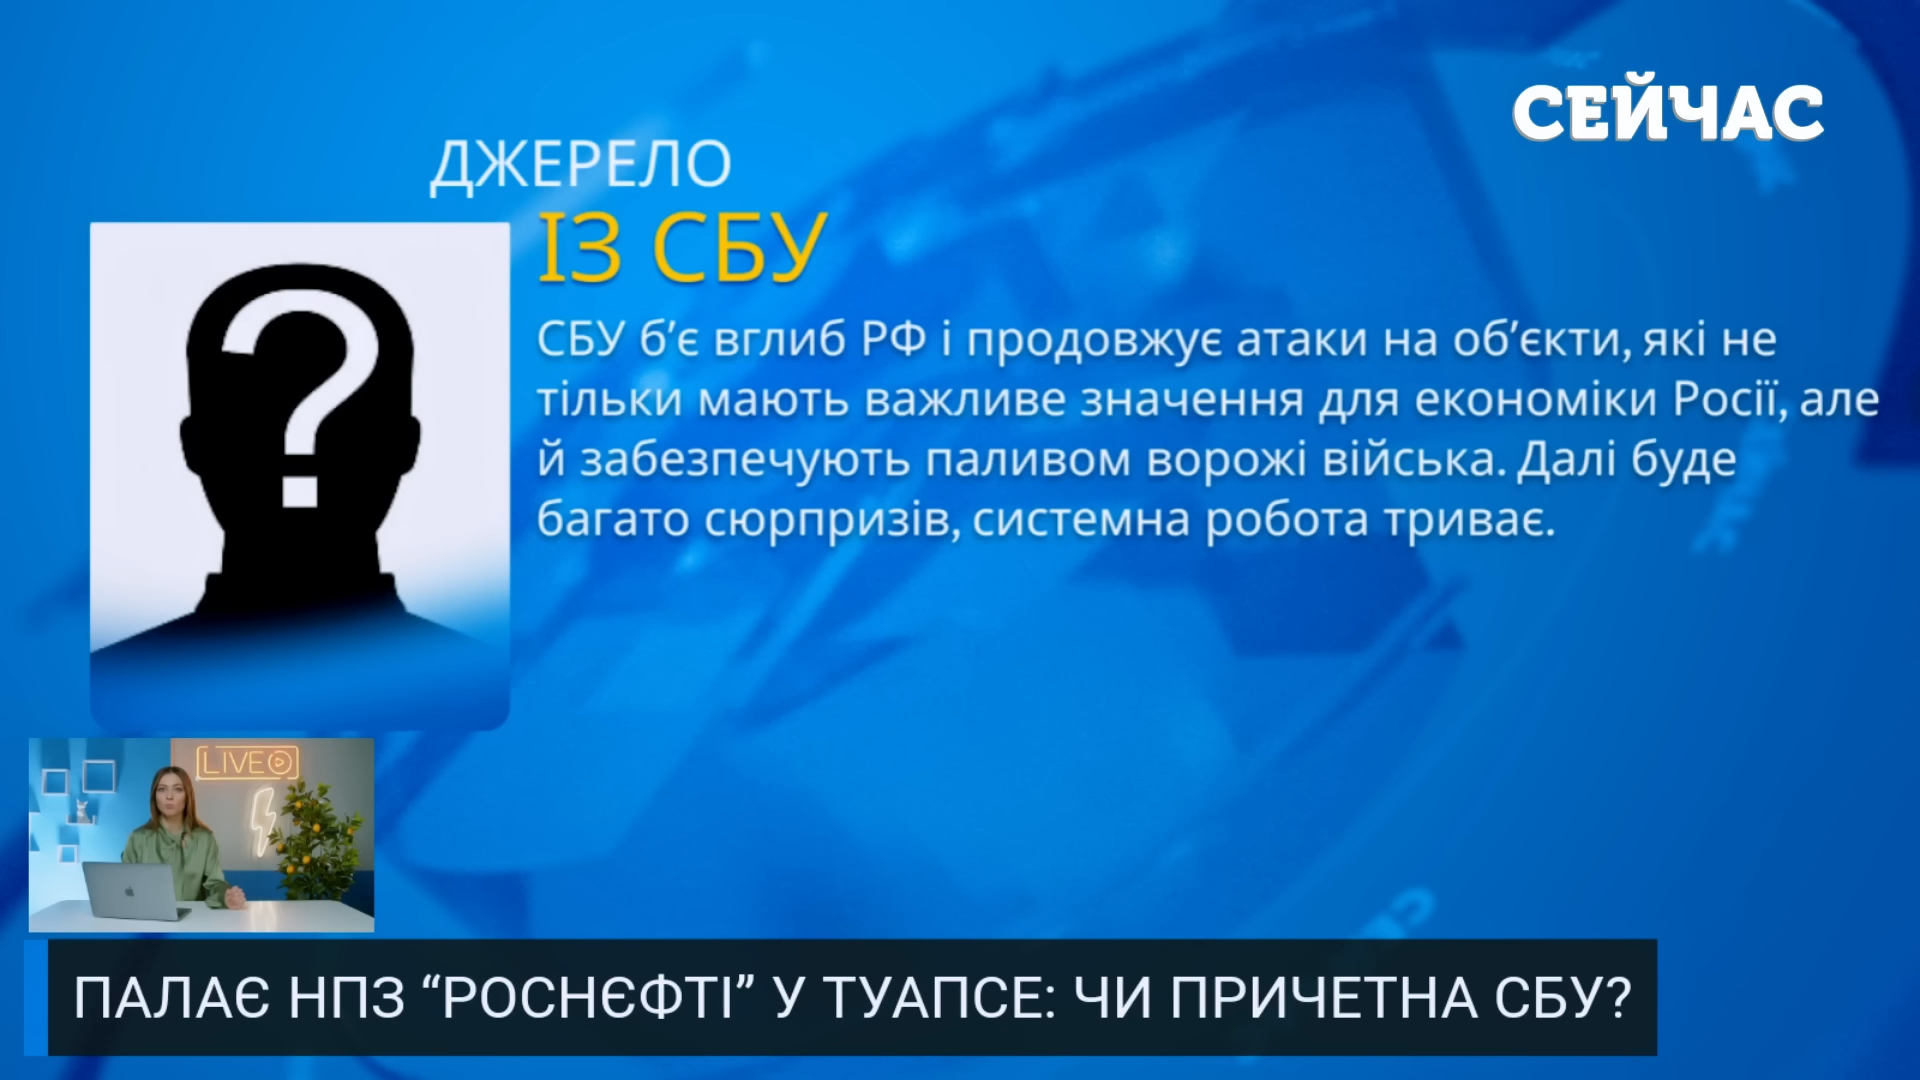 СЕЙЧАС
ДЖЕРЕЛО
ІЗ СБУ
СБУ б’є вглиб РФ і продовжує атаки на об’єкти, які не
тільки мають важливе значення для економіки Росії, але
й забезпечують паливом ворожі війська. Далі буде
багато сюрпризів, системна робота триває.
?
LIVE
ПАЛАЄ НПЗ “РОСНЄФТІ” У ТУАПСЕ: ЧИ ПРИЧЕТНА СБУ?